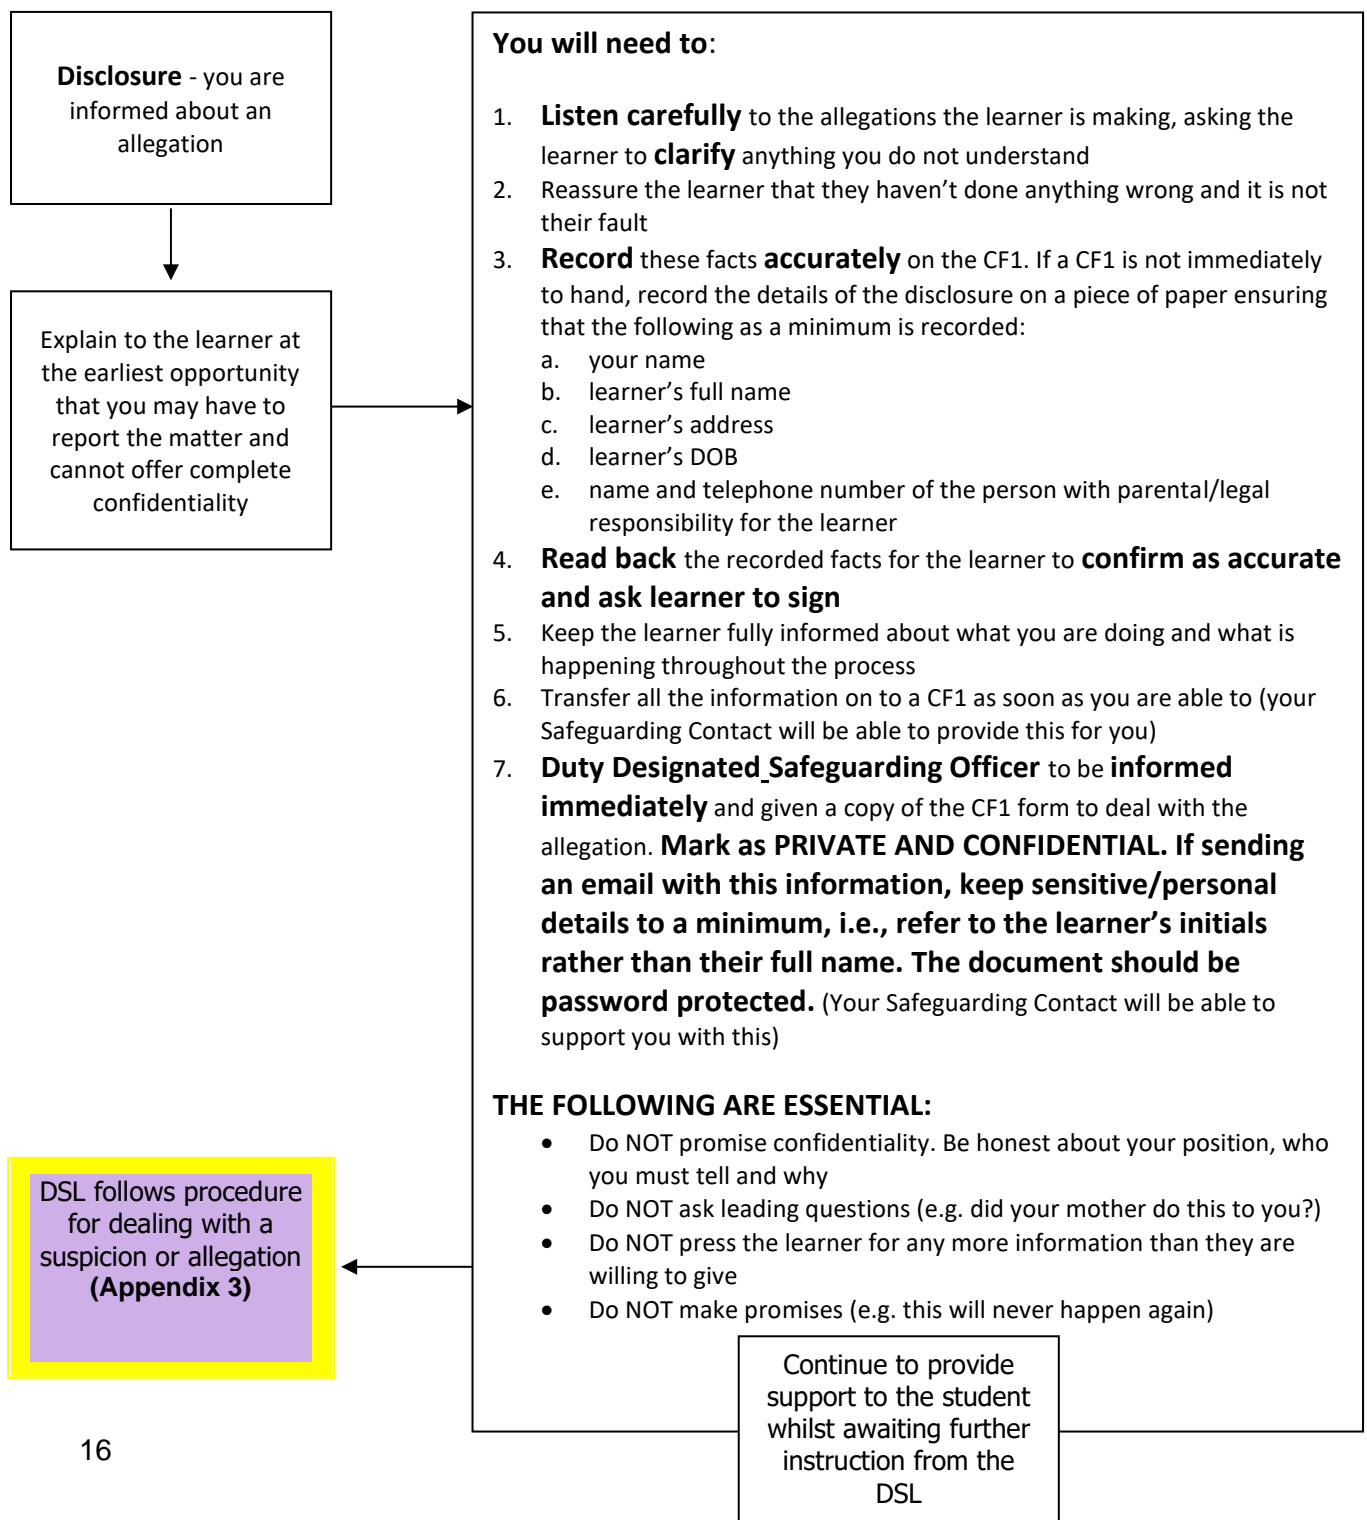 Disclosure - you are
informed about an
allegation
Explain to the learner at
the earliest opportunity
that you may have to
report the matter and
cannot offer complete
confidentiality
You will need to:
1. Listen carefully to the allegations the learner is making, asking the
learner to clarify anything you do not understand
2. Reassure the learner that they haven’t done anything wrong and it is not
their fault
3. Record these facts accurately on the CF1. If a CF1 is not immediately
to hand, record the details of the disclosure on a piece of paper ensuring
that the following as a minimum is recorded:
a. your name
b. learner’s full name
c. learner’s address
d. learner’s DOB
e. name and telephone number of the person with parental/legal
responsibility for the learner
4. Read back the recorded facts for the learner to confirm as accurate
and ask learner to sign
5. Keep the learner fully informed about what you are doing and what is
happening throughout the process
6. Transfer all the information on to a CF1 as soon as you are able to (your
Safeguarding Contact will be able to provide this for you)
7. Duty Designated Safeguarding Officer to be informed
immediately and given a copy of the CF1 form to deal with the
allegation. Mark as PRIVATE AND CONFIDENTIAL. If sending
an email with this information, keep sensitive/personal
details to a minimum, i.e., refer to the learner’s initials
rather than their full name. The document should be
password protected. (Your Safeguarding Contact will be able to
support you with this)
THE FOLLOWING ARE ESSENTIAL:
• Do NOT promise confidentiality. Be honest about your position, who
you must tell and why
• Do NOT ask leading questions (e.g. did your mother do this to you?)
• Do NOT press the learner for any more information than they are
willing to give
• Do NOT make promises (e.g. this will never happen again)
DSL follows procedure
for dealing with a
suspicion or allegation
(Appendix 3)
Continue to provide
support to the student
whilst awaiting further
instruction from the
DSL
16